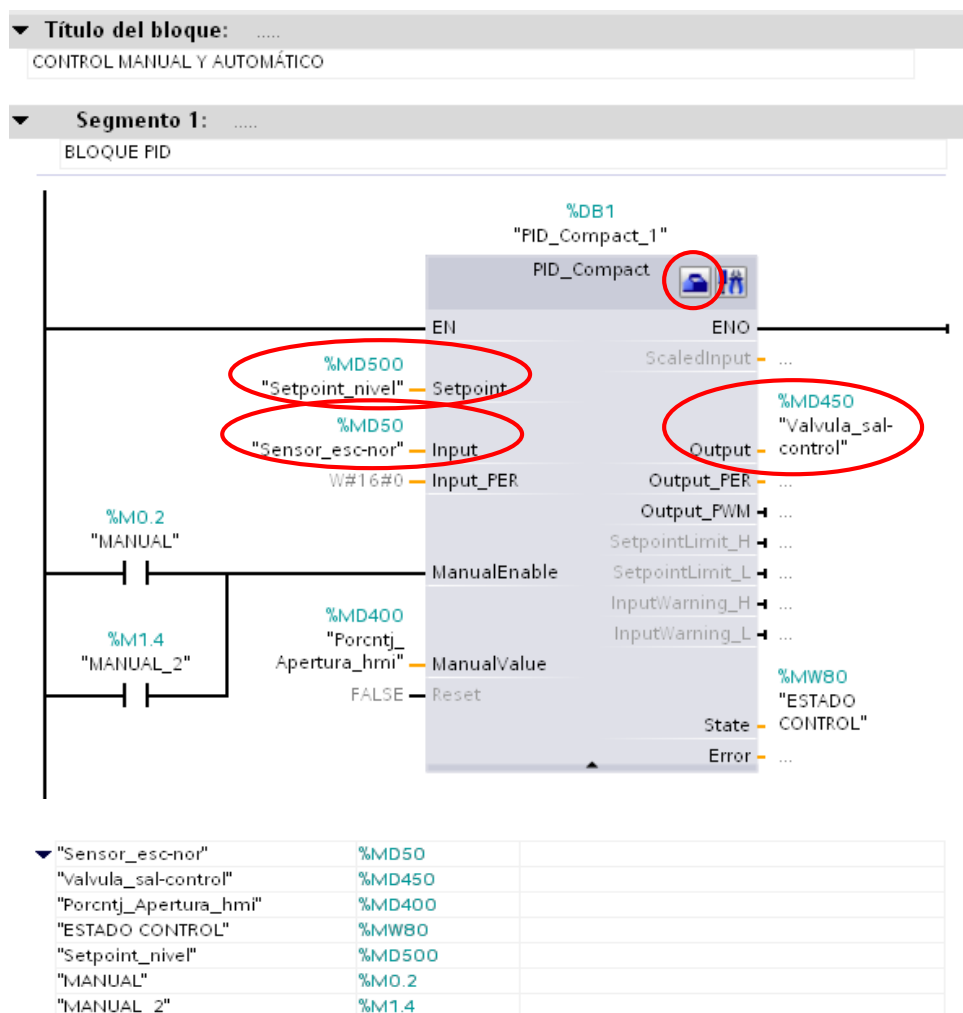 Título del bloque: .....
CONTROL MANUAL Y AUTOMÁTICO
Segmento 1: .....
BLOQUE PID
%DB1
"PID_Compact_1"
PID_Compact
EN
ENO
ScaledInput
...
%MD500
"Setpoint_nivel"
Setpoint
%MD450
"Valvula_sal-
control"
Output
%MD50
"Sensor_esc-nor"
Input
W#16#0
Input_PER
Output_PER
...
Output_PWM
...
%M0.2
"MANUAL"
SetpointLimit_H
...
ManualEnable
SetpointLimit_L
...
InputWarning_H
...
InputWarning_L
...
%M1.4
"MANUAL_2"
%MD400
"Porcntj_
Apertura_hmi"
ManualValue
FALSE
Reset
%MW80
"ESTADO
CONTROL"
State
Error
...
"Sensor_esc-nor" %MD50
"Valvula_sal-control" %MD450
"Porcntj_Apertura_hmi" %MD400
"ESTADO CONTROL" %MW80
"Setpoint_nivel" %MD500
"MANUAL" %M0.2
"MANUAL_2" %M1.4